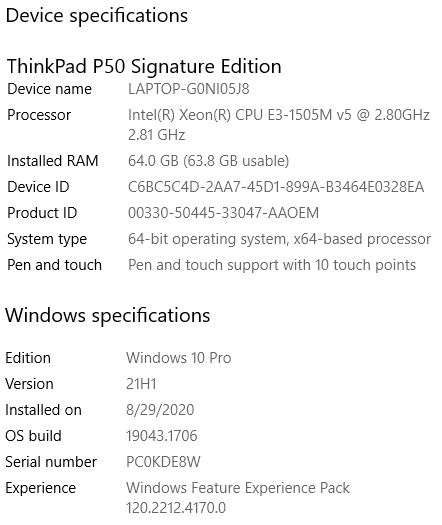 Device specifications
ThinkPad P50 Signature Edition
Device name LAPTOP-G0NI05J8
Processor Intel(R) Xeon(R) CPU E3-1505M v5 @ 2.80GHz
2.81 GHz
Installed RAM 64.0 GB (63.8 GB usable)
Device ID C6BC5C4D-2AA7-45D1-899A-B3464E0328EA
Product ID 00330-50445-33047-AAOEM
System type 64-bit operating system, x64-based processor
Pen and touch Pen and touch support with 10 touch points
Windows specifications
Edition Windows 10 Pro
Version 21H1
Installed on 8/29/2020
OS build 19043.1706
Serial number PC0KDE8W
Experience Windows Feature Experience Pack
120.2212.4170.0